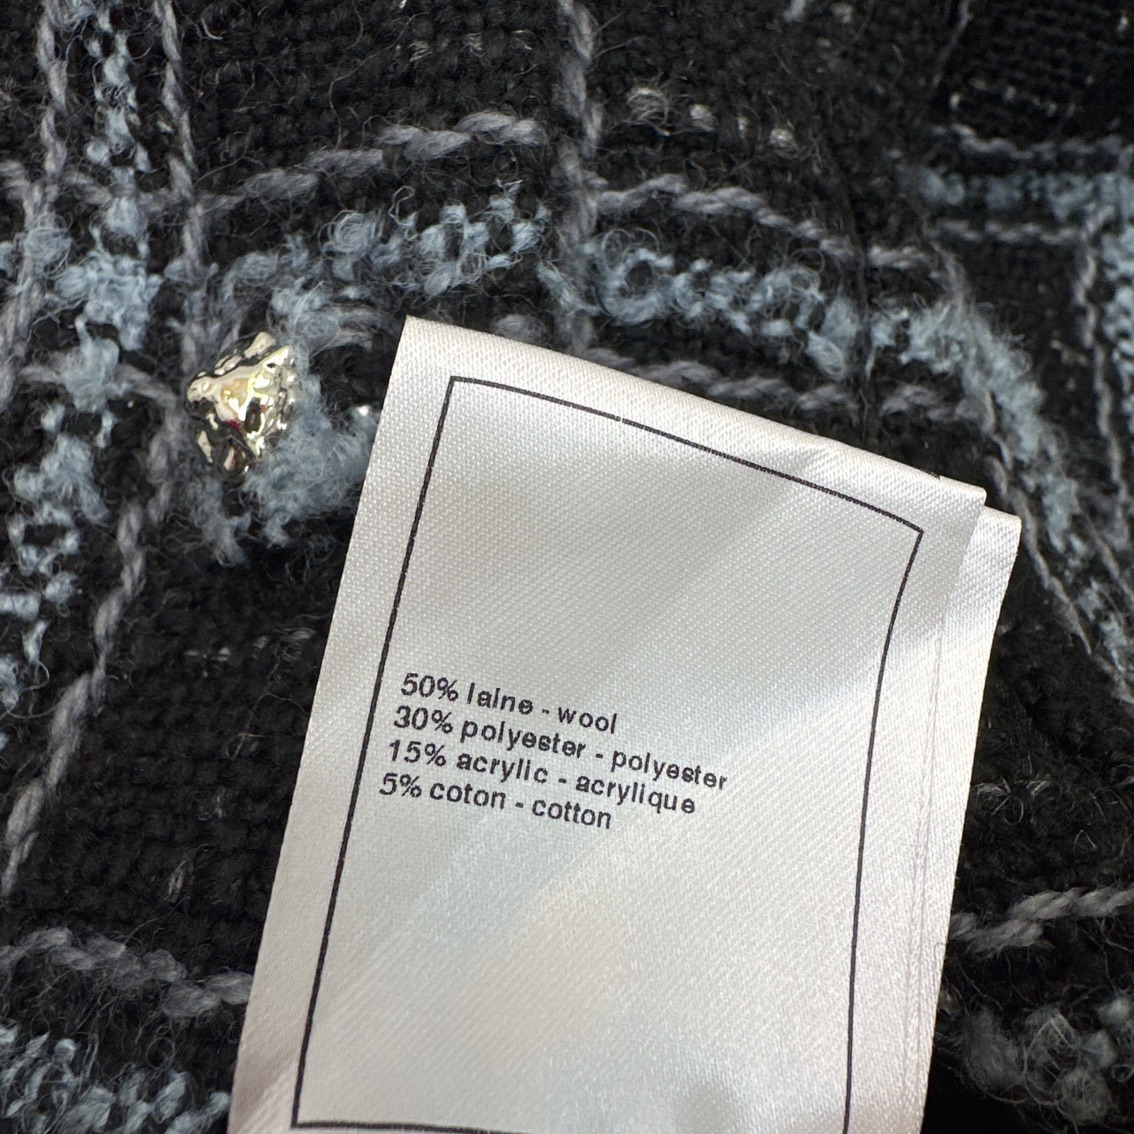 50% laine - wool
30% polyester - polyester
15% acrylic - acrylique
5% coton - cotton